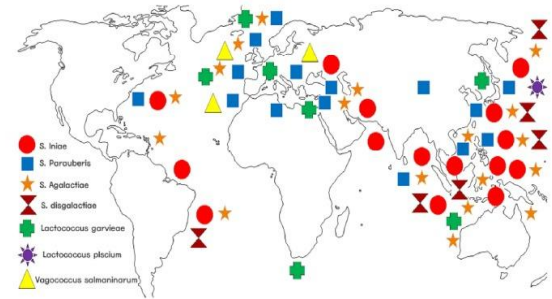 S. Iniae
S. Parauberis
S. Agalactiae
S. disgalactiae
Lactococcus garvieae
Lactococcus piscium
Vagococcus salmoninarum